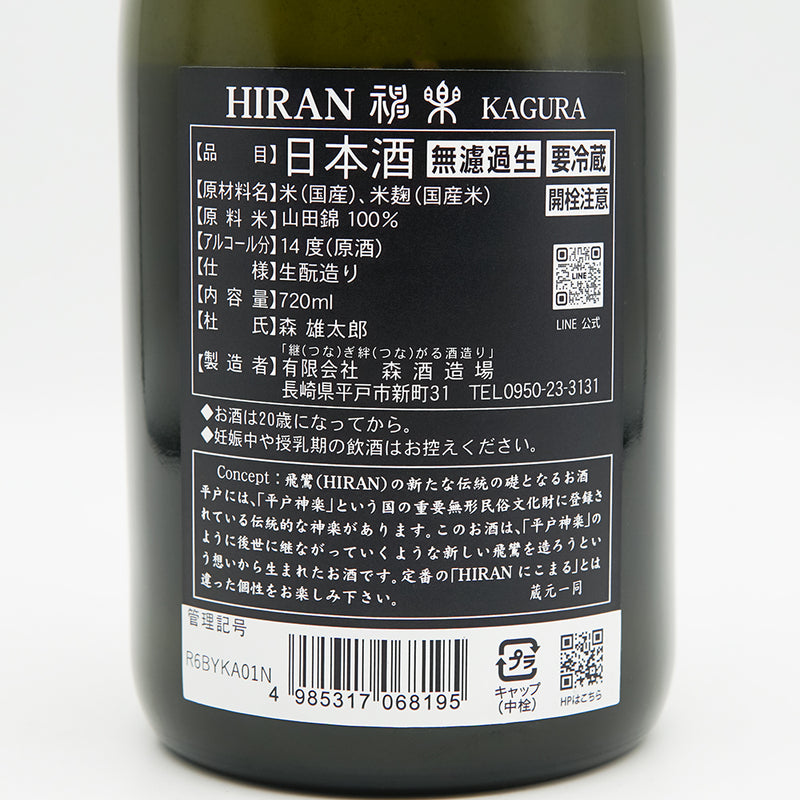 HIRAN 神楽 KAGURA
【品目】日本酒 無濾過生 要冷蔵
【原材料名】米(国産)、米麹(国産米) 開栓注意
【原料米】山田錦 100%
【アルコール分】14度(原酒)
【仕様】生酛造り
【内容量】720ml
LINE
LINE 公式
【杜氏】森 雄太郎
「継(つな)ぎ絆(つな)がる酒造り」
【製造者】有限会社 森酒造場
長崎県平戸市新町31 TEL0950-23-3131
◆お酒は20歳になってから。
◆妊娠中や授乳期の飲酒はお控えください。
Concept:飛鸞(HIRAN)の新たな伝統の礎となるお酒
平戸には、「平戸神楽」という国の重要無形民俗文化財に登録さ
れている伝統的な神楽があります。このお酒は、「平戸神楽」の
ように後世に継ながっていくような新しい飛鸞を造ろうとい
う想いから生まれたお酒です。定番の「HIRAN にこまる」とは
違った個性をお楽しみ下さい。 蔵元一同
管理記号
R6BYKA01N
4 985317 068195
プラ
キャップ
(中栓)
HPはこちら